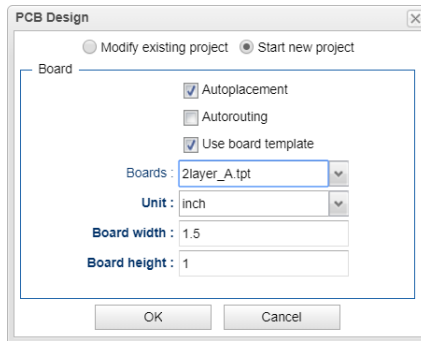 PCB Design
Modify existing project Start new project
Board
Autoplacement
Autorouting
Use board template
Boards : 2layer_A.tpt
Unit : inch
Board width : 1.5
Board height : 1
OK Cancel